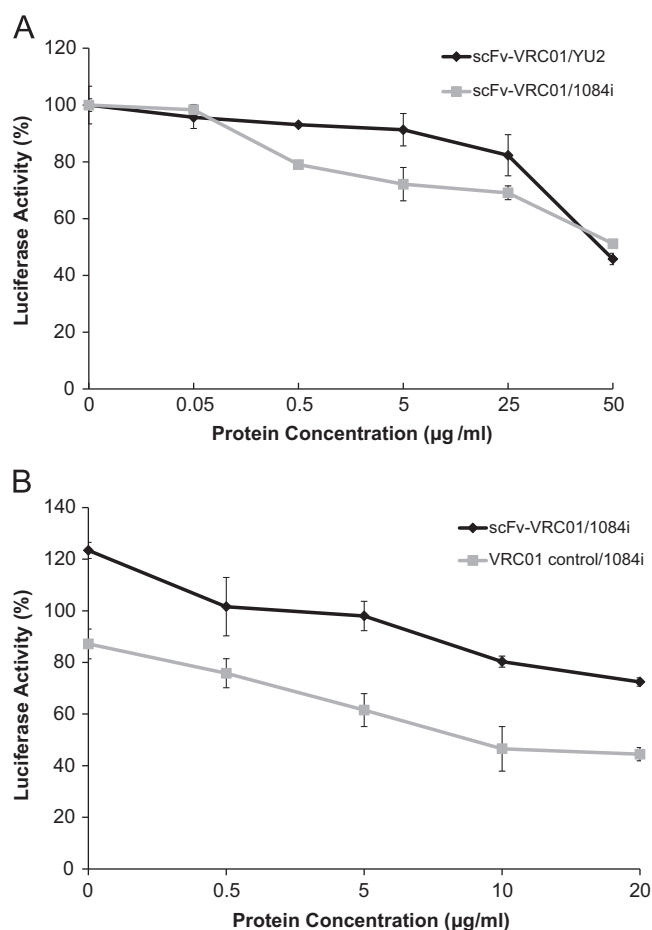 A
120
100
80
60
40
20
0
Luciferase Activity (%)
scFv-VRC01/YU2
scFv-VRC01/1084i
0 0.05 0.5 5 25 50
Protein Concentration (µg /ml)
B
140
120
100
80
60
40
20
0
Luciferase Activity (%)
scFv-VRC01/1084i
VRC01 control/1084i
0 0.5 5 10 20
Protein Concentration (µg/ml)